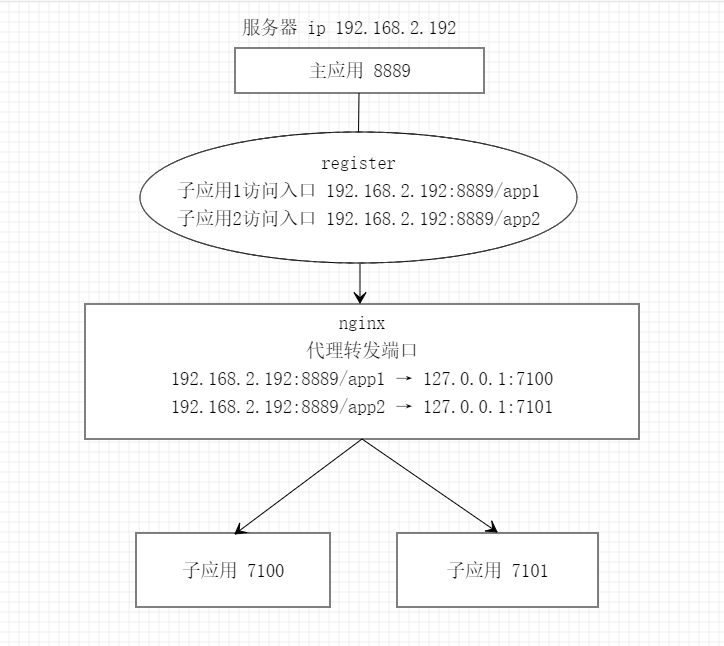 服务器 ip 192.168.2.192
主应用 8889
register
子应用1访问入口 192.168.2.192:8889/app1
子应用2访问入口 192.168.2.192:8889/app2
nginx
代理转发端口
192.168.2.192:8889/app1 → 127.0.0.1:7100
192.168.2.192:8889/app2 → 127.0.0.1:7101
子应用 7100
子应用 7101